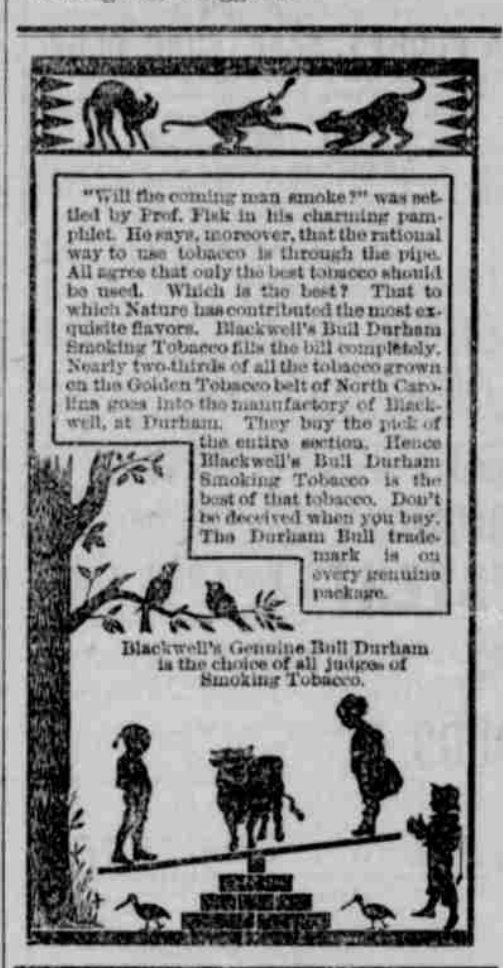 "Will the coming man smoke?" was set-
tled by Prof. Fisk in his charming pam-
phlet. He says, moreover, that the rational
way to use tobacco is through the pipe.
All agree that only the best tobacco should
be used. Which is the best? That to
which Nature has contributed the most ex-
quisite flavors. Blackwell's Bull Durham
Smoking Tobacco fills the bill completely.
Nearly two-thirds of all the tobacco grown
on the Golden Tobacco belt of North Caro-
lina goes into the manufactory of Black-
well, at Durham. They buy the pick of
the entire section. Hence
Blackwell's Bull Durham
Smoking Tobacco is the
best of that tobacco. Don't
be deceived when you buy.
The Durham Bull trade-
mark is on
every genuine
package.
Blackwell's Genuine Bull Durham
is the choice of all judges of
Smoking Tobacco.